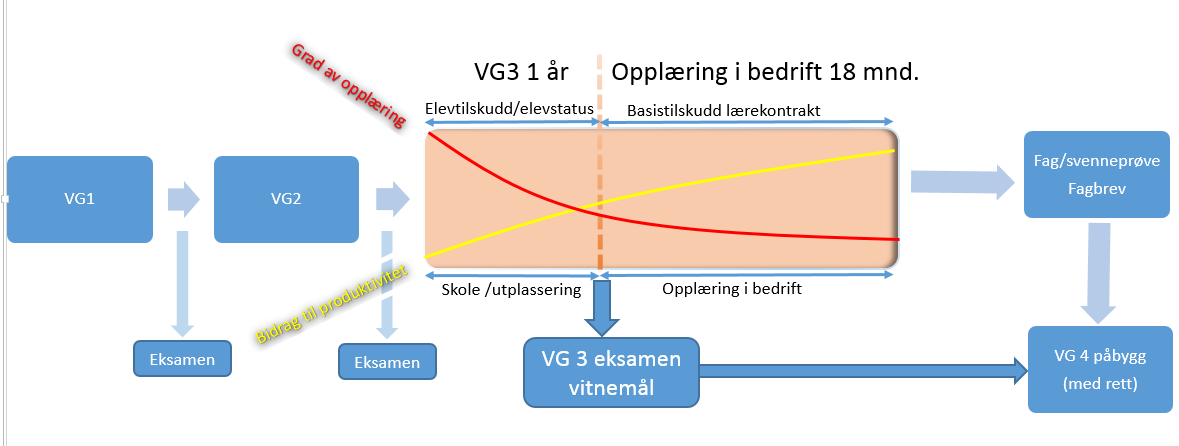 Grad av opplæring
VG3 1 år
Opplæring i bedrift 18 mnd.
Elevtilskudd/elevstatus
Basistilskudd lærekontrakt
VG1
VG2
Fag/svenneprøve
Fagbrev
Bidrag til produktivitet
Skole /utplassering
Opplæring i bedrift
Eksamen
Eksamen
VG 3 eksamen
vitnemål
VG 4 påbygg
(med rett)